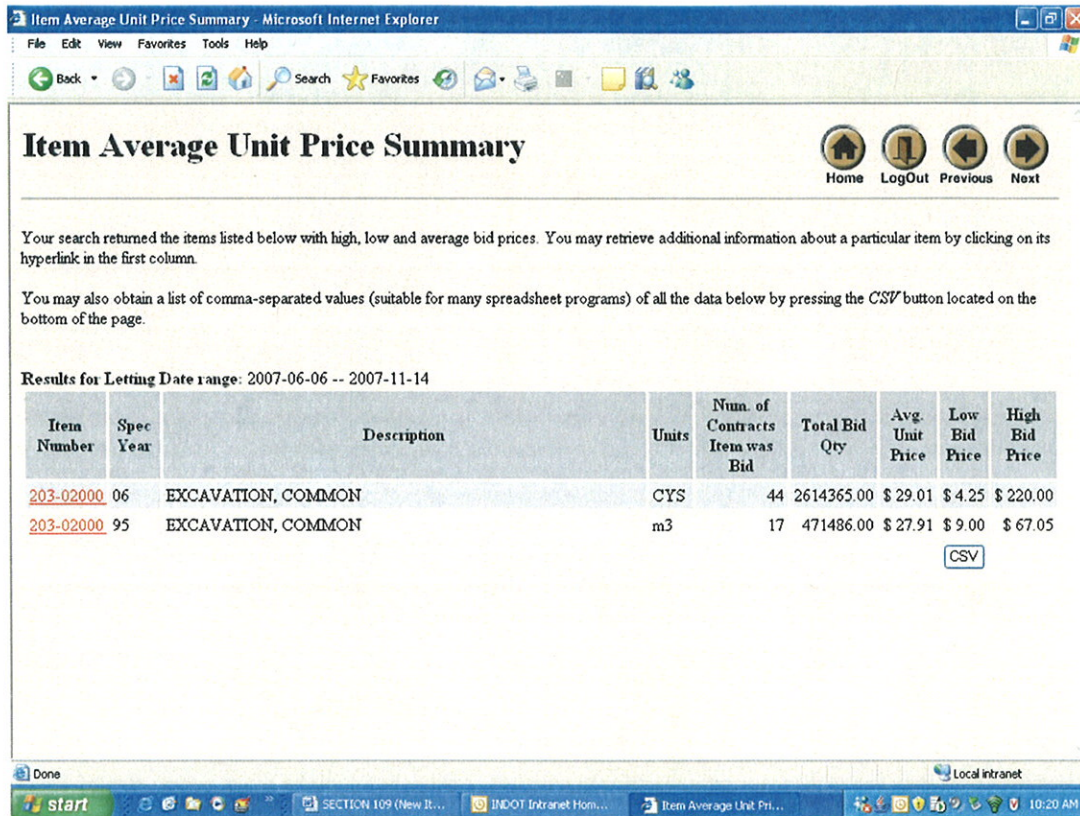 Item Average Unit Price Summary - Microsoft Internet Explorer
File Edit View Favorites Tools Help
Back Search Favorites
Item Average Unit Price Summary
Home LogOut Previous Next
Your search returned the items listed below with high, low and average bid prices. You may retrieve additional information about a particular item by clicking on its
hyperlink in the first column.
You may also obtain a list of comma-separated values (suitable for many spreadsheet programs) of all the data below by pressing the CSV button located on the
bottom of the page.
Results for Letting Date range: 2007-06-06 -- 2007-11-14
Item Number Spec Year Description Units Num. of Contracts Item was Bid Total Bid Qty Avg. Unit Price Low Bid Price High Bid Price
203-02000 06 EXCAVATION, COMMON CYS 44 2614365.00 $ 29.01 $ 4.25 $ 220.00
203-02000 95 EXCAVATION, COMMON m3 17 471486.00 $ 27.91 $ 9.00 $ 67.05
CSV
Done Local intranet
start SECTION 109 (New It... INDOT Intranet Hom... Item Average Unit Pri... 10:20 AM